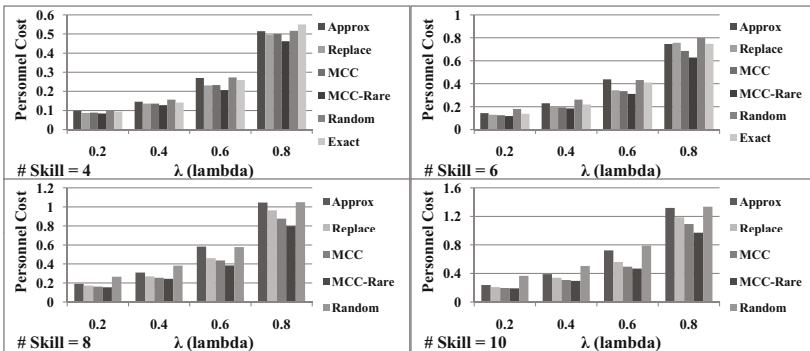 Personnel Cost
0.6
0.5
0.4
0.3
0.2
0.1
0
0.2 0.4 0.6 0.8
# Skill = 4 λ (lambda)
Approx
Replace
MCC
MCC-Rare
Random
Exact
Personnel Cost
1
0.8
0.6
0.4
0.2
0
0.2 0.4 0.6 0.8
# Skill = 6 λ (lambda)
Approx
Replace
MCC
MCC-Rare
Random
Exact
Personnel Cost
1.2
1
0.8
0.6
0.4
0.2
0
0.2 0.4 0.6 0.8
# Skill = 8 λ (lambda)
Approx
Replace
MCC
MCC-Rare
Random
Personnel Cost
1.6
1.2
0.8
0.4
0
0.2 0.4 0.6 0.8
# Skill = 10 λ (lambda)
Approx
Replace
MCC
MCC-Rare
Random